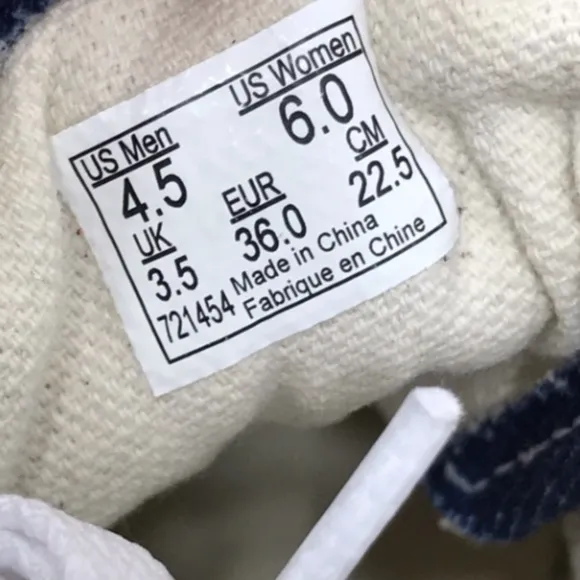 US Men
4.5
US Women
6.0
UK
3.5
EUR
36.0
CM
22.5
721454
Made in China
Fabrique en Chine